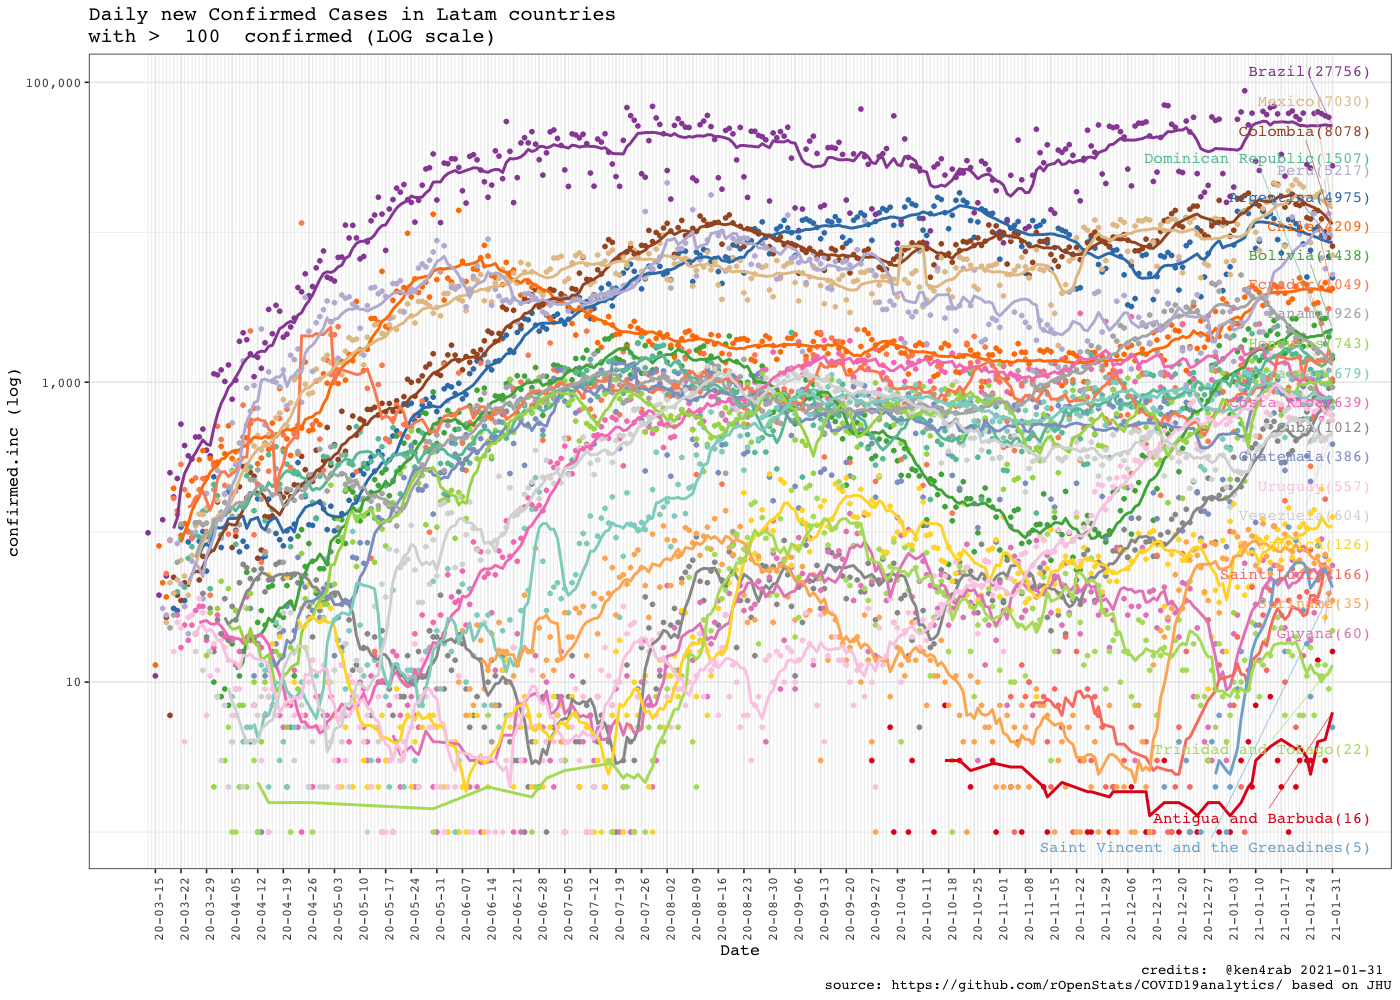 Daily new Confirmed Cases in Latam countries
with > 100 confirmed (LOG scale)
confirmed.inc (log)
100,000
1,000
10
Brazil(27756)
Mexico(7030)
Colombia(8078)
Dominican Republic(1507)
Peru(5217)
Argentina(4975)
Chile(4209)
Bolivia(1438)
Ecuador(1049)
Panama(926)
Honduras(743)
(679)
Costa Rica(639)
Cuba(1012)
Guatemala(386)
Uruguay(557)
Venezuela(604)
(126)
Saint Lucia(166)
Suriname(35)
Guyana(60)
Trinidad and Tobago(22)
Antigua and Barbuda(16)
Saint Vincent and the Grenadines(5)
20-03-15
20-03-22
20-03-29
20-04-05
20-04-12
20-04-19
20-04-26
20-05-03
20-05-10
20-05-17
20-05-24
20-05-31
20-06-07
20-06-14
20-06-21
20-06-28
20-07-05
20-07-12
20-07-19
20-07-26
20-08-02
20-08-09
20-08-16
20-08-23
20-08-30
20-09-06
20-09-13
20-09-20
20-09-27
20-10-04
20-10-11
20-10-18
20-10-25
20-11-01
20-11-08
20-11-15
20-11-22
20-11-29
20-12-06
20-12-13
20-12-20
20-12-27
21-01-03
21-01-10
21-01-17
21-01-24
21-01-31
Date
credits: @ken4rab 2021-01-31
source: https://github.com/rOpenStats/COVID19analytics/ based on JHU